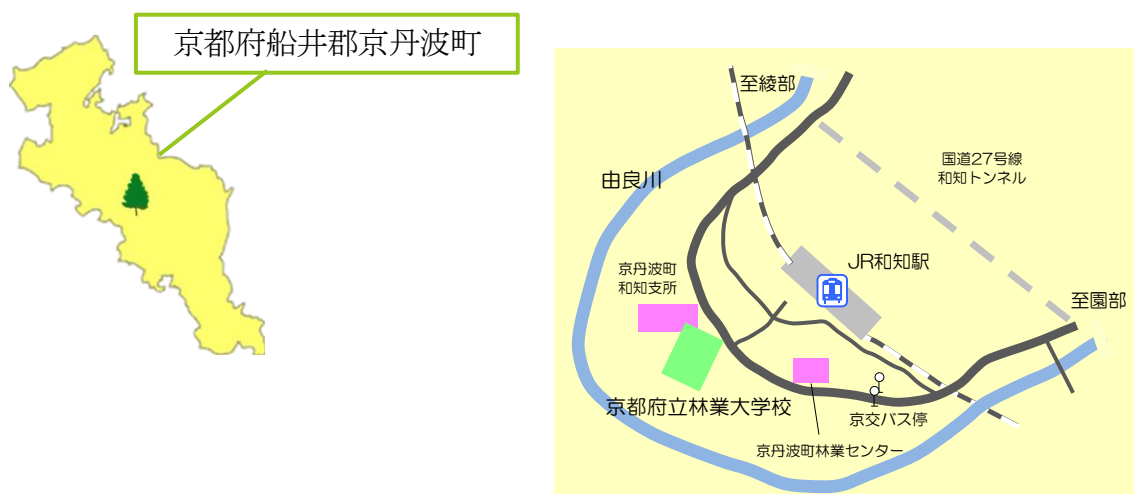 京都府船井郡京丹波町
至綾部
国道27号線
和知トンネル
由良川
JR和知駅
京丹波町
和知支所
至園部
京都府立林業大学校
京交バス停
京丹波町林業センター